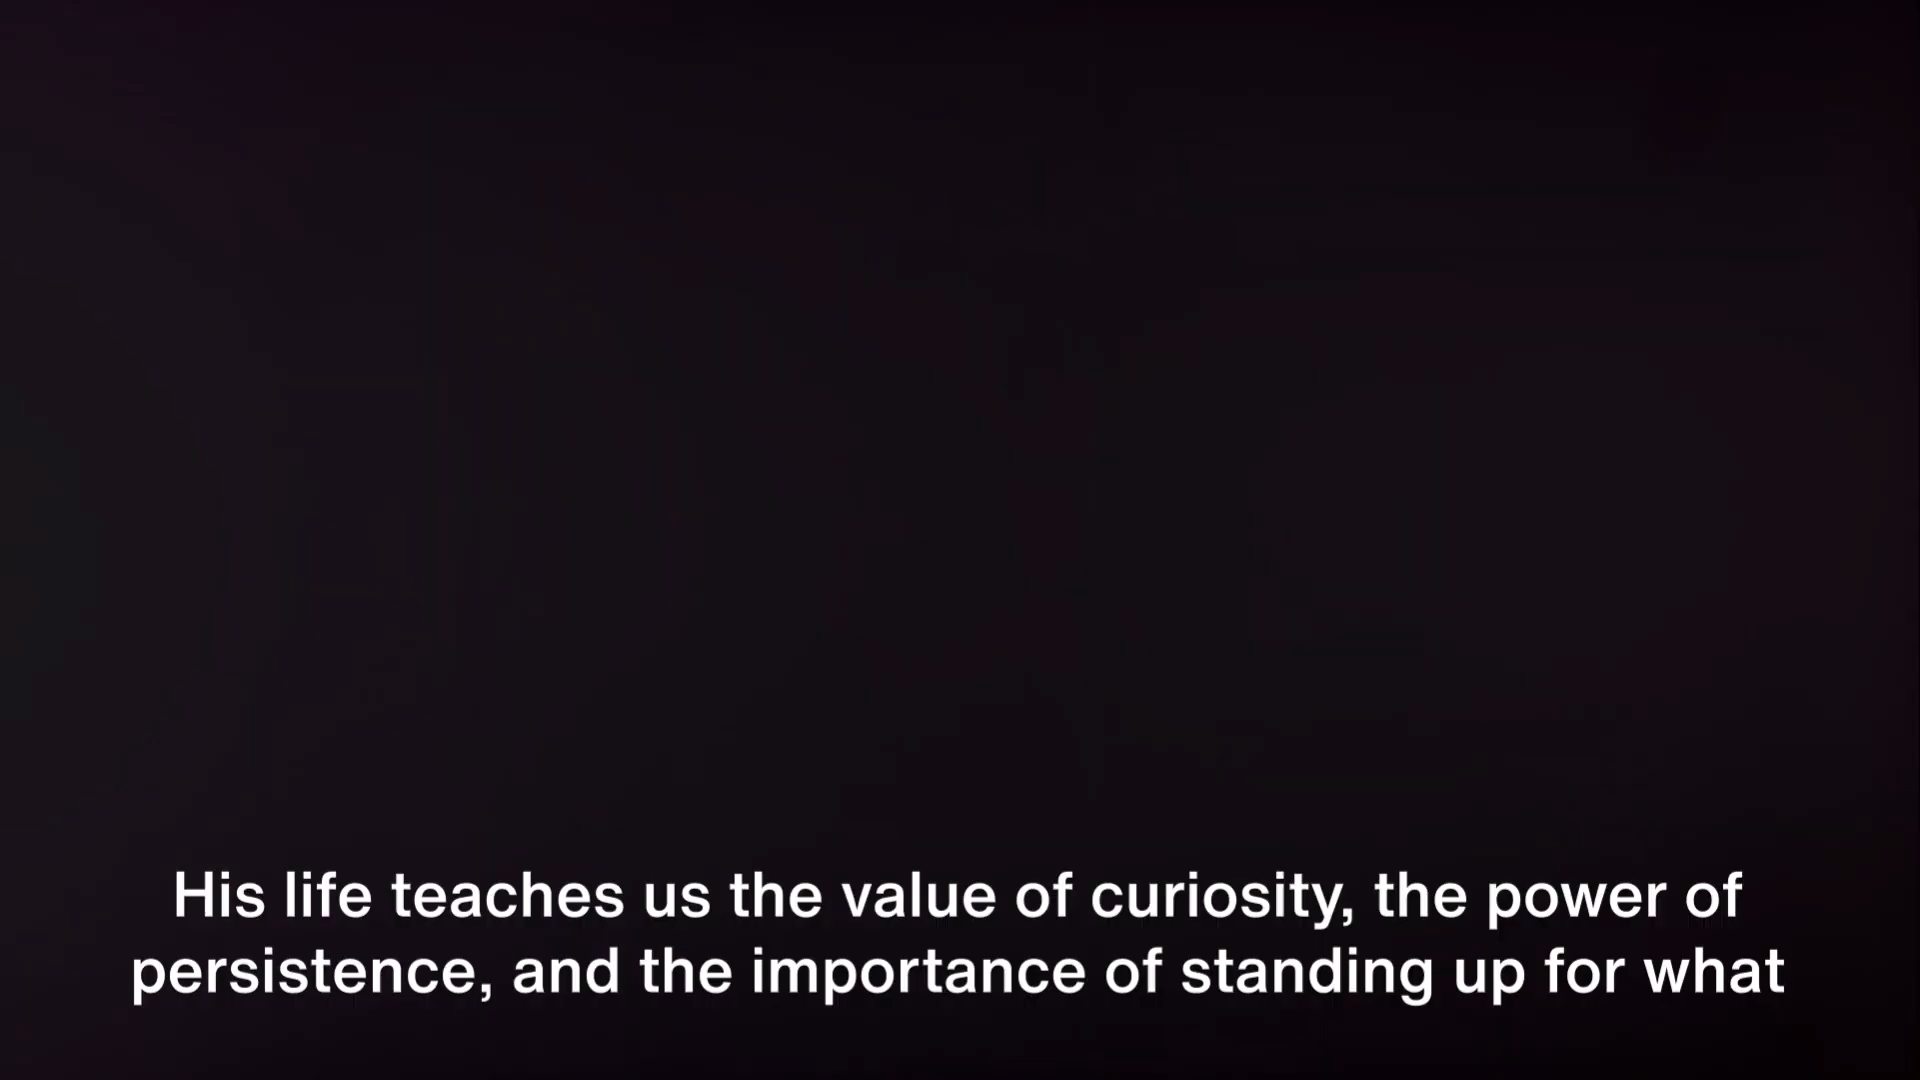 His life teaches us the value of curiosity, the power of
persistence, and the importance of standing up for what